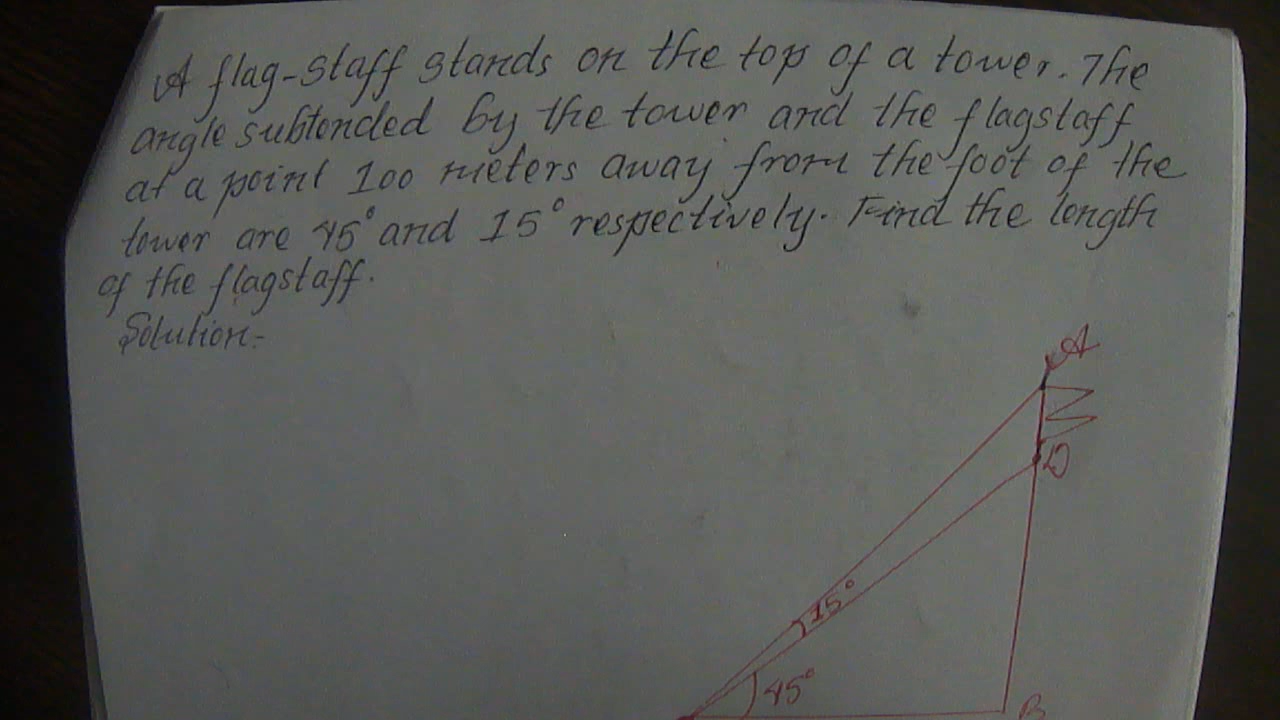 A flag-staff stands on the top of a tower. The
angle subtended by the tower and the flagstaff
at a point 100 meters away from the foot of the
tower are 45° and 15° respectively. Find the length
of the flagstaff.
Solution:-
A
D
15°
45°
B